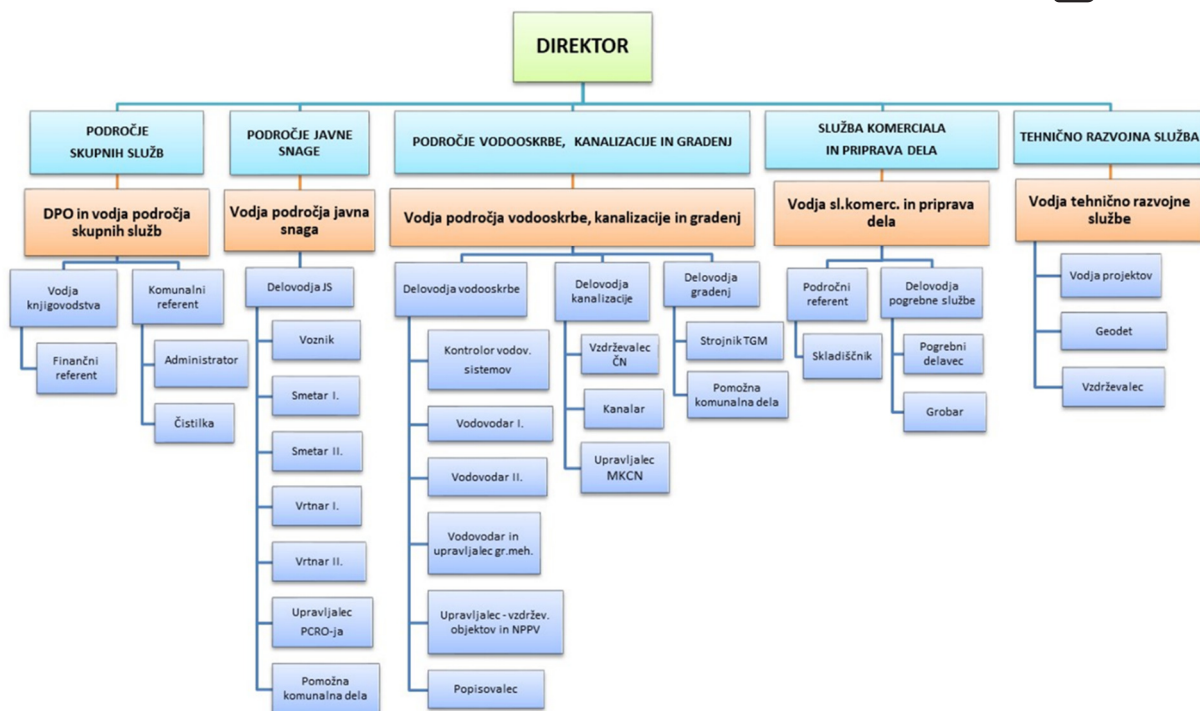 DIREKTOR
PODROČJE
SKUPNIH SLUŽB
PODROČJE JAVNE
SNAGE
PODROČJE VODOOSKRBE, KANALIZACIJE IN GRADENJ
SLUŽBA KOMERCIALA
IN PRIPRAVA DELA
TEHNIČNO RAZVOJNA SLUŽBA
DPO in vodja področja
skupnih služb
Vodja področja javna
snaga
Vodja področja vodooskrbe, kanalizacije in gradenj
Vodja sl.komerc. in priprava
dela
Vodja tehnično razvojne
službe
Vodja
knjigovodstva
Finančni
referent
Komunalni
referent
Administrator
Čistilka
Delovodja JS
Voznik
Smetar I.
Smetar II.
Vrtnar I.
Vrtnar II.
Upravljalec
PCRO-ja
Pomožna
komunalna dela
Delovodja vodooskrbe
Kontrolor vodov.
sistemov
Vodovodar I.
Vodovodar II.
Vodovodar in
upravljalec gr.meh.
Upravljalec - vzdržev.
objektov in NPPV
Popisovalec
Delovodja
kanalizacije
Vzdrževalec
ČN
Kanalar
Upravljalec
MKCN
Delovodja
gradenj
Strojnik TGM
Pomožna
komunalna dela
Področni
referent
Skladiščnik
Delovodja
pogrebne službe
Pogrebni
delavec
Grobar
Vodja projektov
Geodet
Vzdrževalec